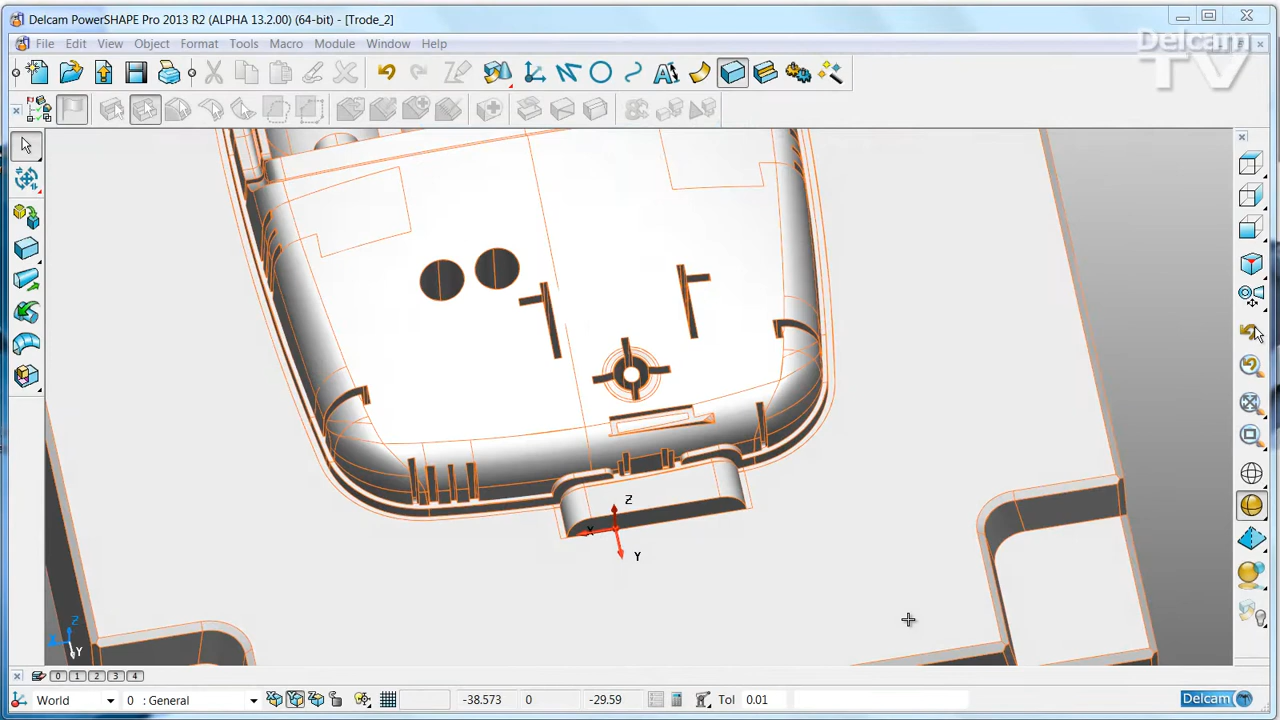 Delcam PowerSHAPE Pro 2013 R2 (ALPHA 13.2.00) (64-bit) - [Trode_2]
File Edit View Object Format Tools Macro Module Window Help
Delcam
TV
Z
X
Y
Z
Y
0 1 2 3 4
World 0 : General -38.573 0 -29.59 Tol 0.01 Delcam